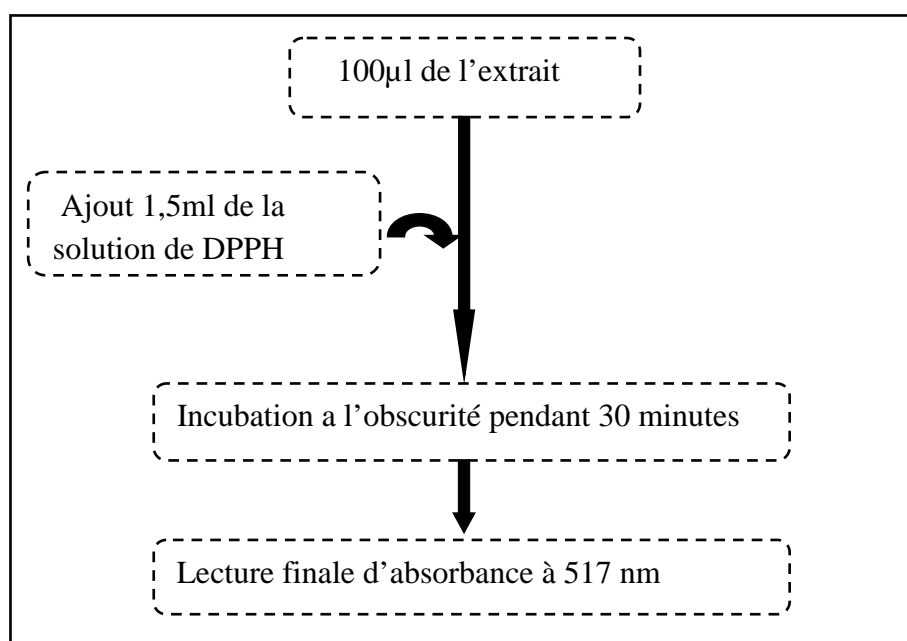 100µl de l’extrait
Ajout 1,5ml de la
solution de DPPH
Incubation a l’obscurité pendant 30 minutes
Lecture finale d’absorbance à 517 nm